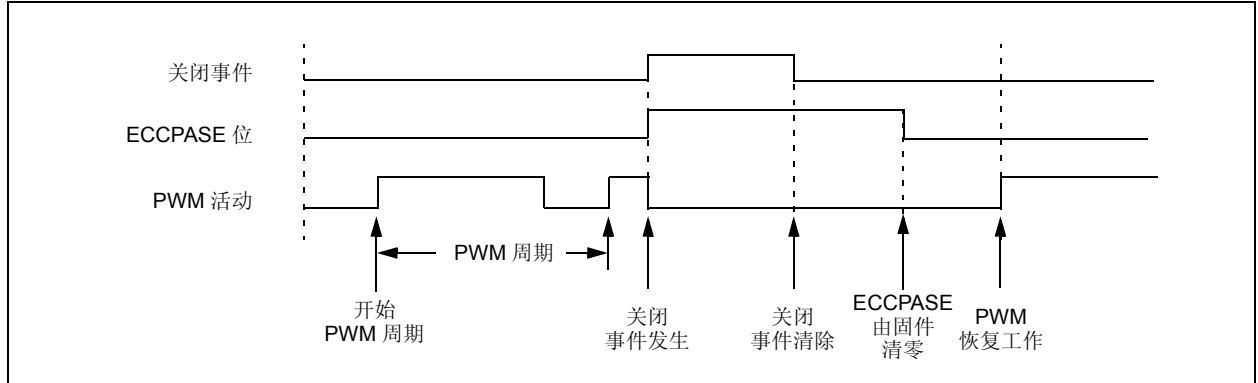 关闭事件
ECCPASE 位
PWM 活动
PWM 周期
开始
PWM 周期
关闭
事件发生
关闭
事件清除
ECCPASE
由固件
清零
PWM
恢复工作